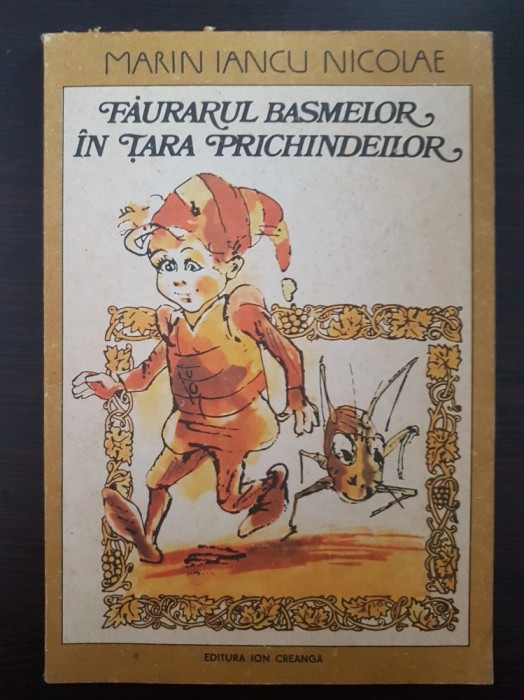 MARIN IANCU NICOLAE
FĂURARUL BASMELOR
ÎN ȚARA PRICHINDEILOR
EDITURA ION CREANGĂ